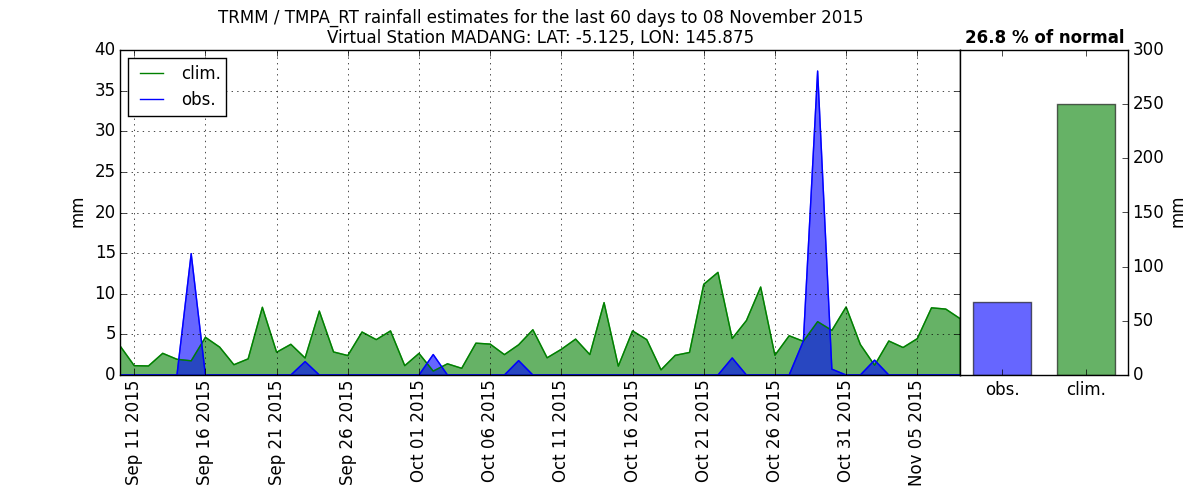 TRMM / TMPA_RT rainfall estimates for the last 60 days to 08 November 2015
Virtual Station MADANG: LAT: -5.125, LON: 145.875
26.8 % of normal
clim.
obs.
40
35
30
25
20
15
10
5
0
mm
300
250
200
150
100
50
0
mm
Sep 11 2015
Sep 16 2015
Sep 21 2015
Sep 26 2015
Oct 01 2015
Oct 06 2015
Oct 11 2015
Oct 16 2015
Oct 21 2015
Oct 26 2015
Oct 31 2015
Nov 05 2015
obs.
clim.